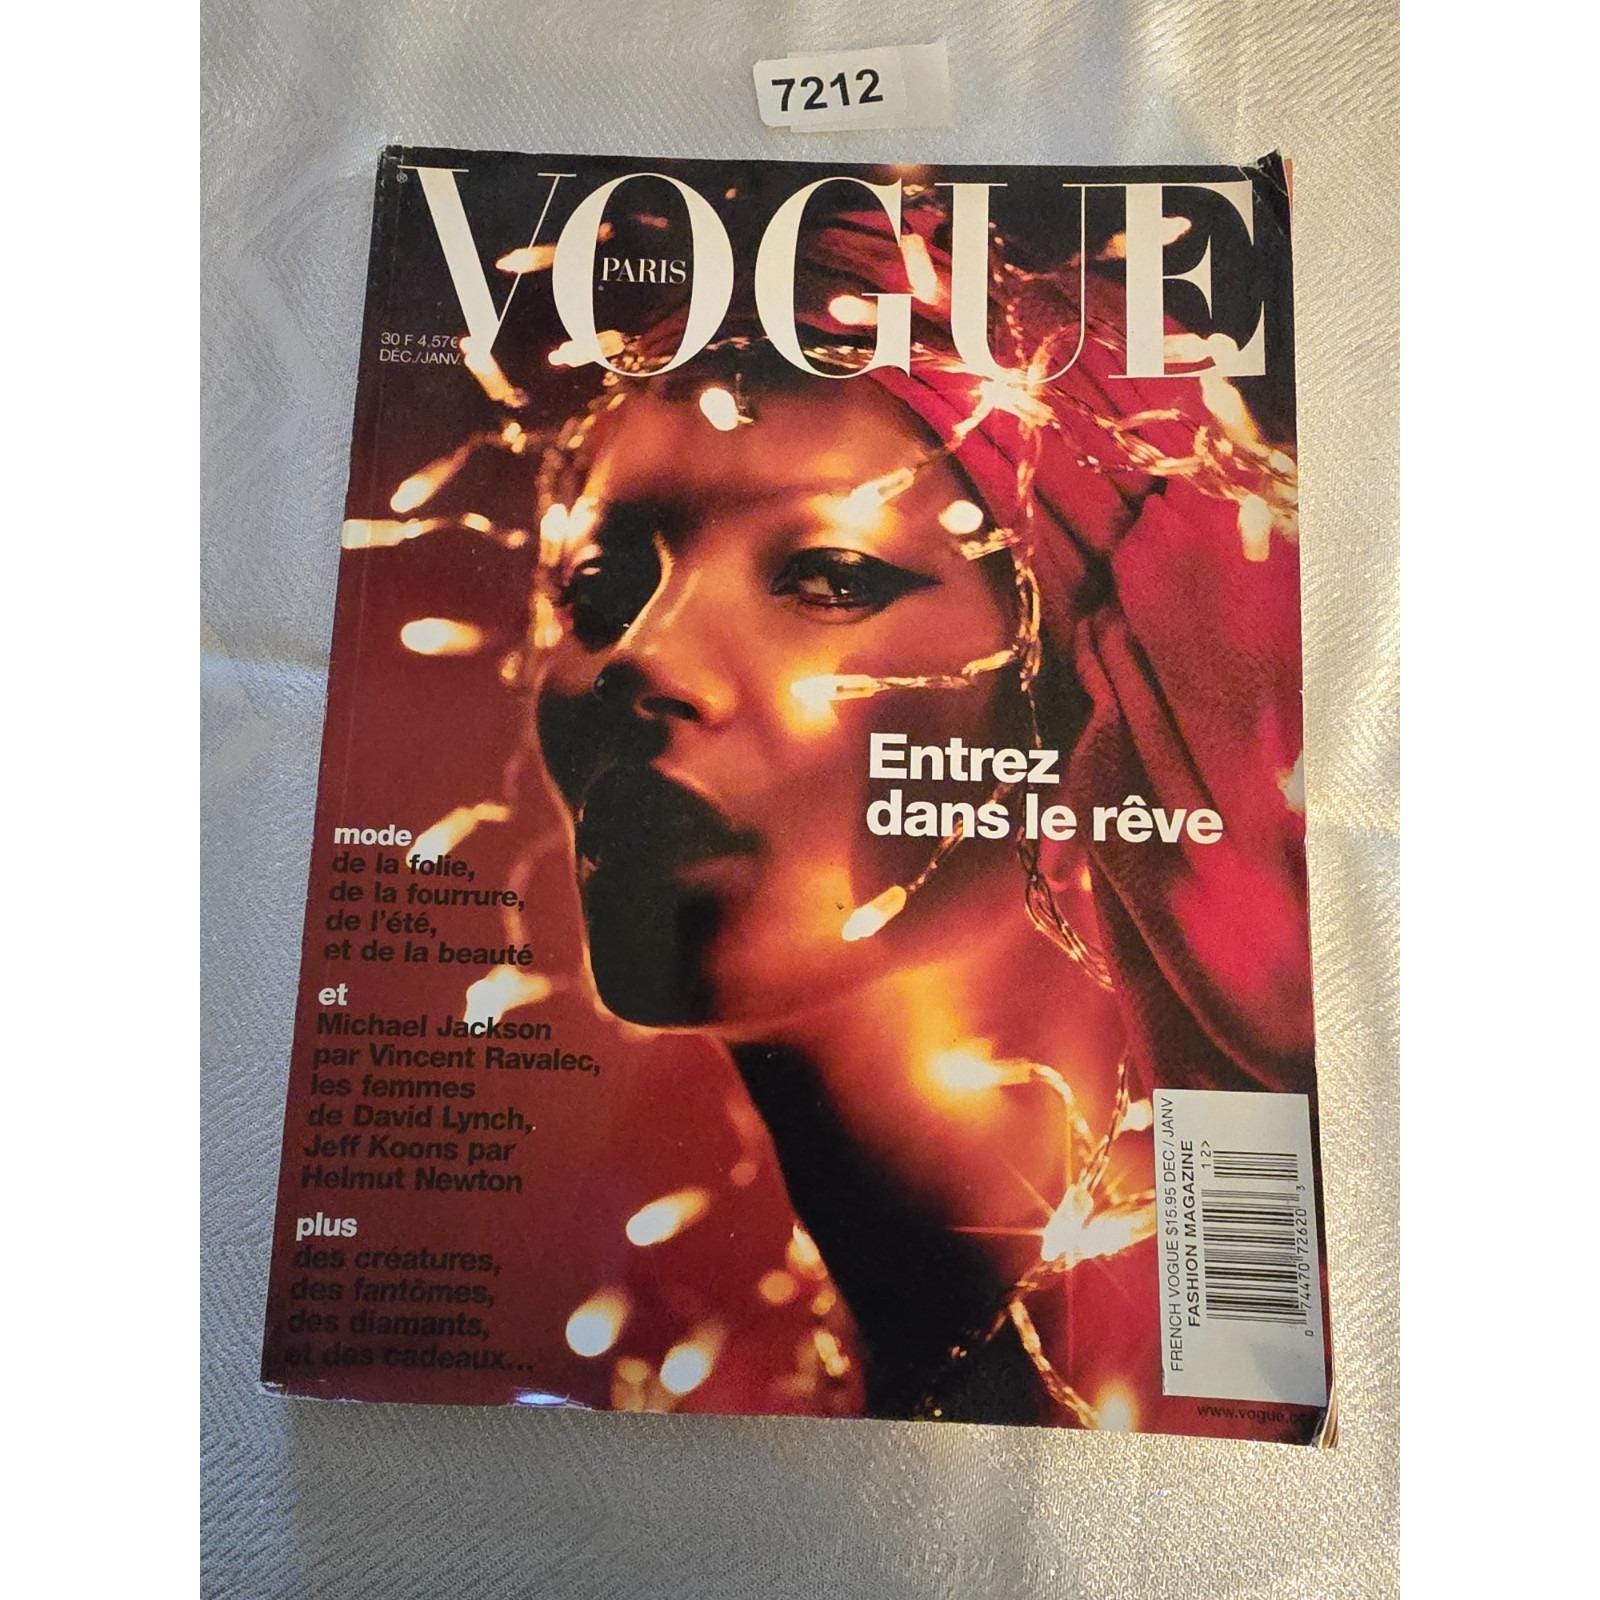 7212
VOGUE
®
PARIS
30 F 4,57€
DÉC./JANV.
Entrez
dans le rêve
mode
de la folie,
de la fourrure,
de l'été,
et de la beauté
et
Michael Jackson
par Vincent Ravalec,
les femmes
de David Lynch,
Jeff Koons par
Helmut Newton
plus
des créatures,
des fantômes,
des diamants,
et des cadeaux...
FRENCH VOGUE $15.95 DEC / JANV
FASHION MAGAZINE
12>
0 74470 72620 3
www.vogue.co